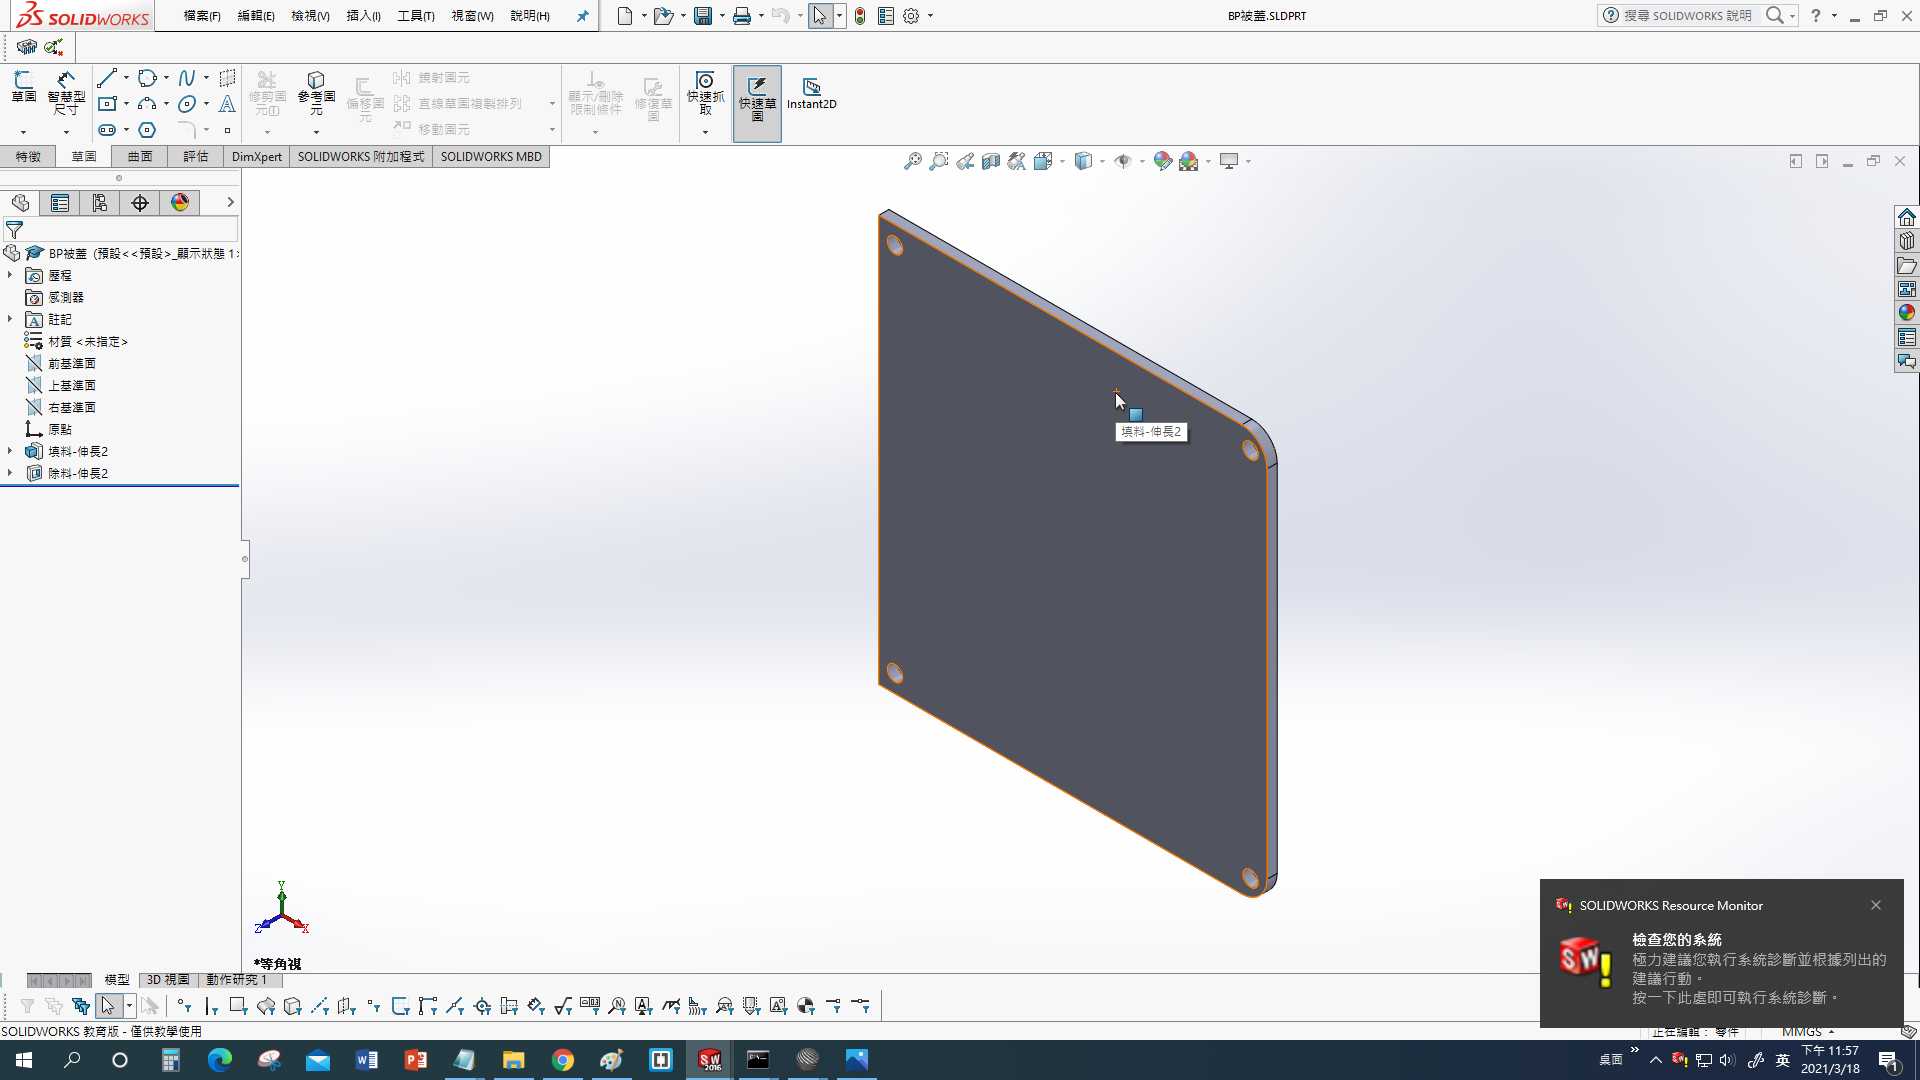 SOLIDWORKS
檔案(F) 編輯(E) 檢視(V) 插入(I) 工具(T) 視窗(W) 說明(H)
BP被蓋.SLDPRT
搜尋 SOLIDWORKS 說明
草圖
智慧型尺寸
修剪圖元(I)
參考圖元
偏移圖元
鏡射圖元
直線草圖複製排列
移動圖元
顯示/刪除限制條件
修復草圖
快速抓取
快速草圖
Instant2D
特徵 草圖 曲面 評估 DimXpert SOLIDWORKS 附加程式 SOLIDWORKS MBD
BP被蓋 (預設<<預設>_顯示狀態 1>
歷程
感測器
註記
材質 <未指定>
前基準面
上基準面
右基準面
原點
填料-伸長2
除料-伸長2
填料-伸長2
Y
Z
X
*等角視
SOLIDWORKS Resource Monitor
檢查您的系統
極力建議您執行系統診斷並根據列出的
建議行動。
按一下此處即可執行系統診斷。
模型 3D 視圖 動作研究 1
SOLIDWORKS 教育版 - 僅供教學使用
正在編輯: 零件 MMGS
桌面
英
下午 11:57
2021/3/18
1